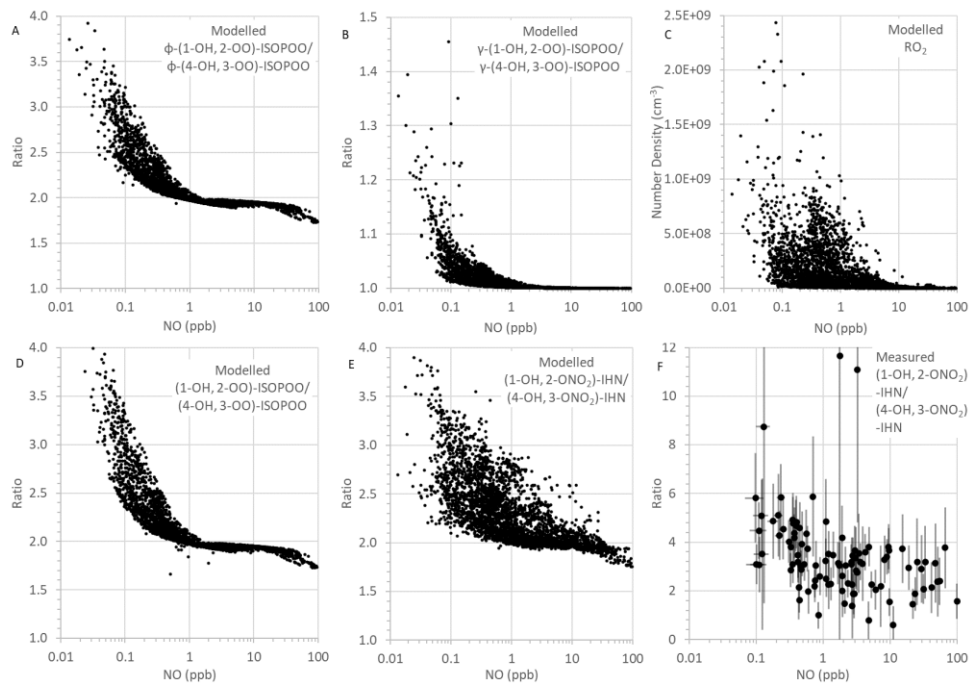 A
Modelled
ϕ-(1-OH, 2-OO)-ISOPOO/
ϕ-(4-OH, 3-OO)-ISOPOO
Ratio
4.0
3.5
3.0
2.5
2.0
1.5
1.0
0.01
0.1
1
10
100
NO (ppb)
B
Modelled
γ-(1-OH, 2-OO)-ISOPOO/
γ-(4-OH, 3-OO)-ISOPOO
Ratio
1.5
1.4
1.3
1.2
1.1
1.0
0.01
0.1
1
10
100
NO (ppb)
C
Modelled
RO₂
Number Density (cm⁻³)
2.5E+09
2.0E+09
1.5E+09
1.0E+09
5.0E+08
0.0E+00
0.01
0.1
1
10
100
NO (ppb)
D
Modelled
(1-OH, 2-OO)-ISOPOO/
(4-OH, 3-OO)-ISOPOO
Ratio
4.0
3.5
3.0
2.5
2.0
1.5
1.0
0.01
0.1
1
10
100
NO (ppb)
E
Modelled
(1-OH, 2-ONO₂)-IHN/
(4-OH, 3-ONO₂)-IHN
Ratio
4.0
3.5
3.0
2.5
2.0
1.5
1.0
0.01
0.1
1
10
100
NO (ppb)
F
Measured
(1-OH, 2-ONO₂)
-IHN/
(4-OH, 3-ONO₂)
-IHN
Ratio
12
10
8
6
4
2
0
0.01
0.1
1
10
100
NO (ppb)